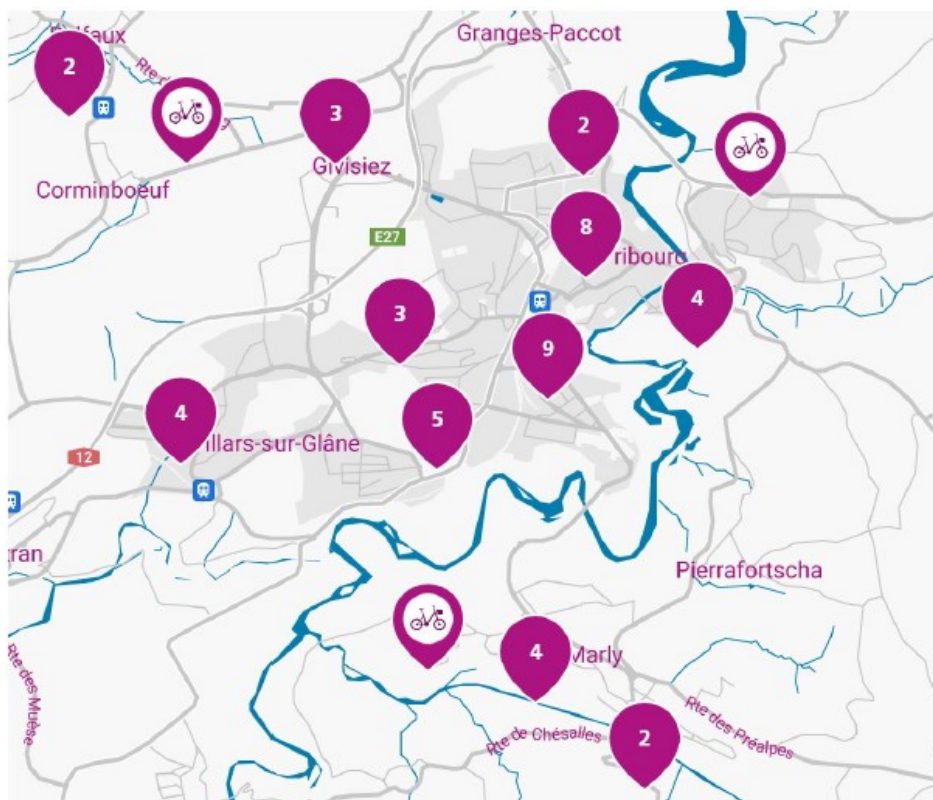 Granges-Paccot
2
3
2
Givisiez
Corminboeuf
8
E27
ribourg
4
3
9
4
5
illars-sur-Glâne
12
tran
Pierrafortscha
4
Marly
Rte des Muèse
Rte de Chésalles
2
Rte des Préalpes